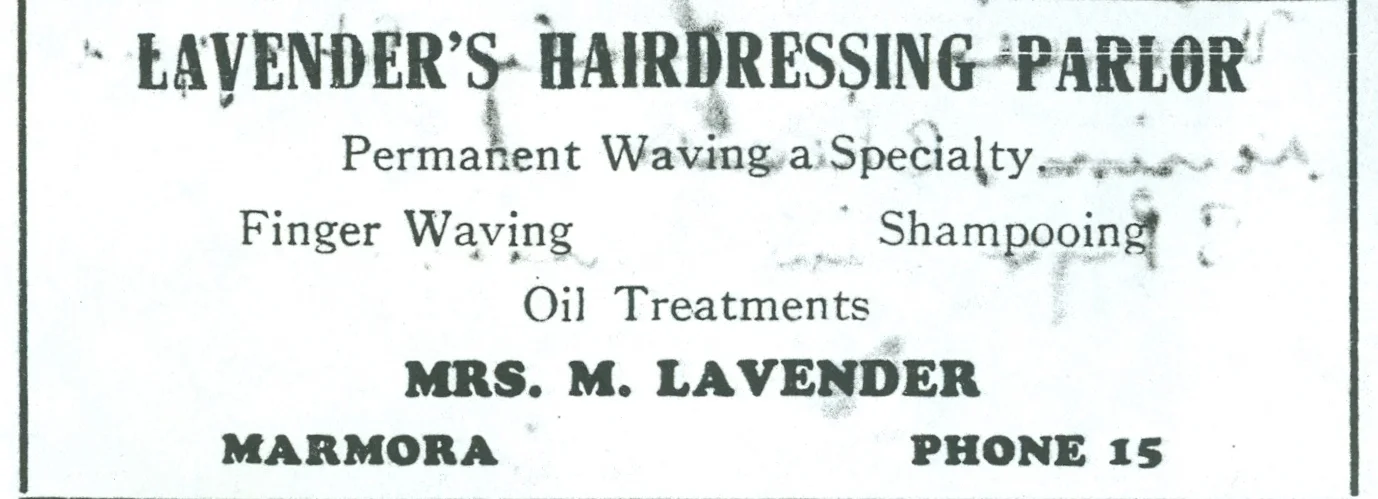 LAVENDER'S HAIRDRESSING PARLOR
Permanent Waving a Specialty.
Finger Waving Shampooing
Oil Treatments
MRS. M. LAVENDER
MARMORA PHONE 15